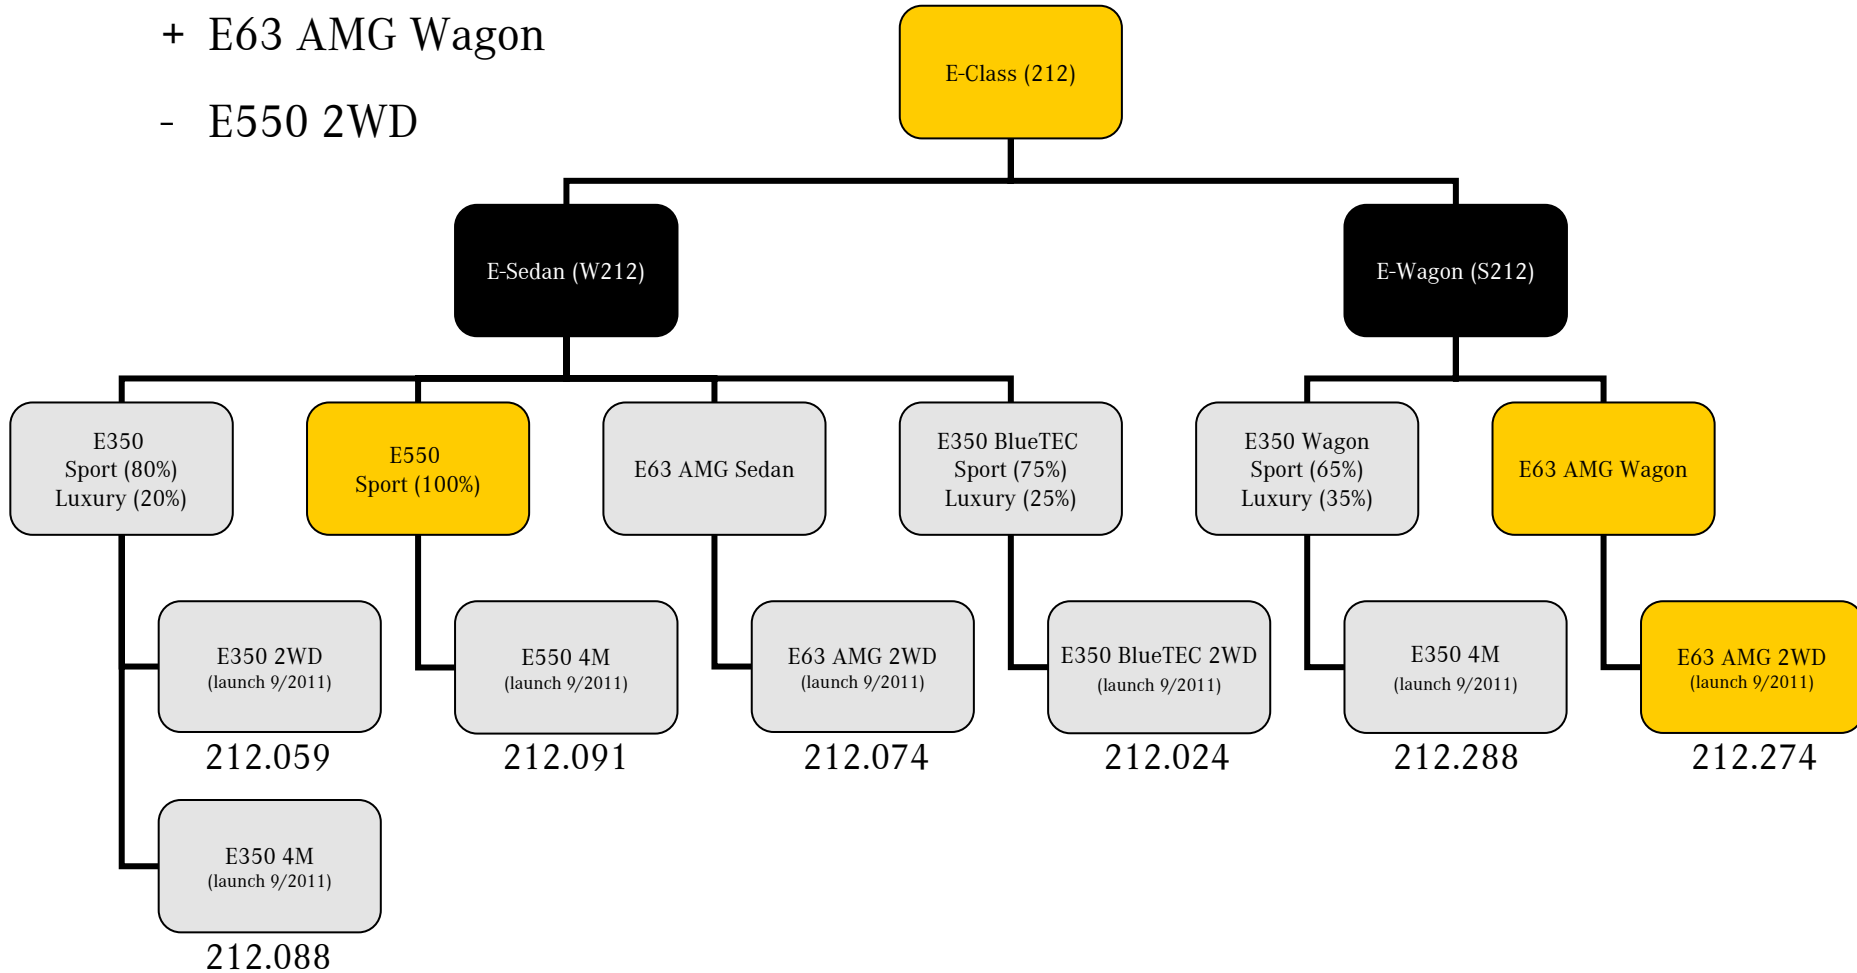 + E63 AMG Wagon
- E550 2WD
E-Class (212)
E-Sedan (W212)
E-Wagon (S212)
E350
Sport (80%)
Luxury (20%)
E550
Sport (100%)
E63 AMG Sedan
E350 BlueTEC
Sport (75%)
Luxury (25%)
E350 Wagon
Sport (65%)
Luxury (35%)
E63 AMG Wagon
E350 2WD
(launch 9/2011)
212.059
E550 4M
(launch 9/2011)
212.091
E63 AMG 2WD
(launch 9/2011)
212.074
E350 BlueTEC 2WD
(launch 9/2011)
212.024
E350 4M
(launch 9/2011)
212.288
E63 AMG 2WD
(launch 9/2011)
212.274
E350 4M
(launch 9/2011)
212.088